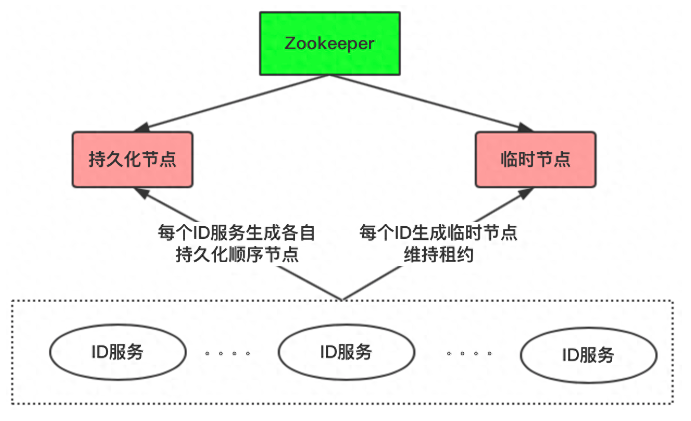 Zookeeper
持久化节点
临时节点
每个ID服务生成各自
持久化顺序节点
每个ID生成临时节点
维持租约
ID服务
ID服务
ID服务